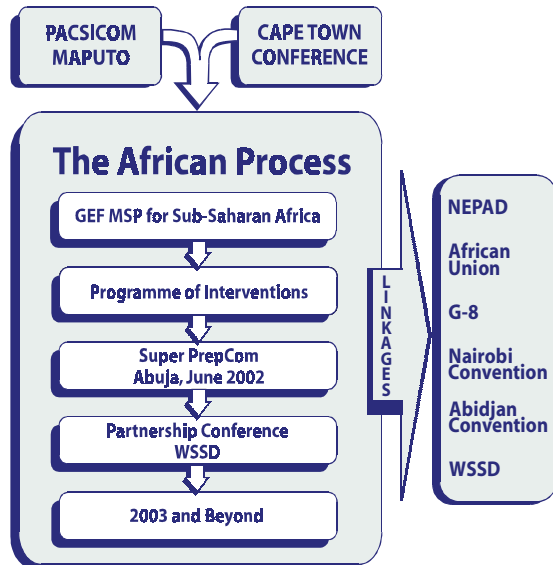 PACSICOM
MAPUTO
CAPE TOWN
CONFERENCE
The African Process
GEF MSP for Sub-Saharan Africa
Programme of Interventions
Super PrepCom
Abuja, June 2002
Partnership Conference
WSSD
2003 and Beyond
LINKAGES
NEPAD
African
Union
G-8
Nairobi
Convention
Abidjan
Convention
WSSD